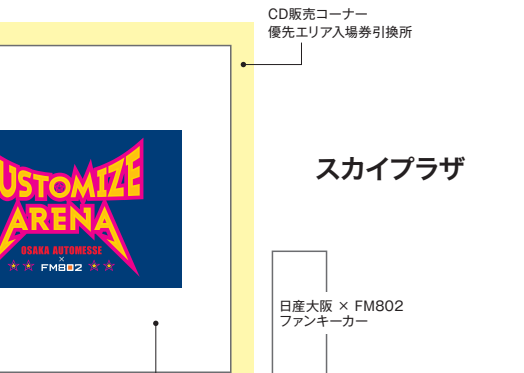 CD販売コーナー
優先エリア入場券引換所
スカイプラザ
CUSTOMIZE
ARENA
OSAKA AUTOMESSE
×
FM802
日産大阪 × FM802
ファンキーカー